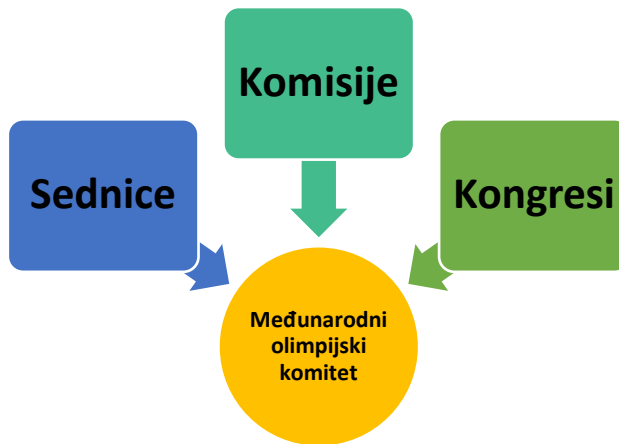 Komisije
Sednice
Kongresi
Međunarodni
olimpijski
komitet